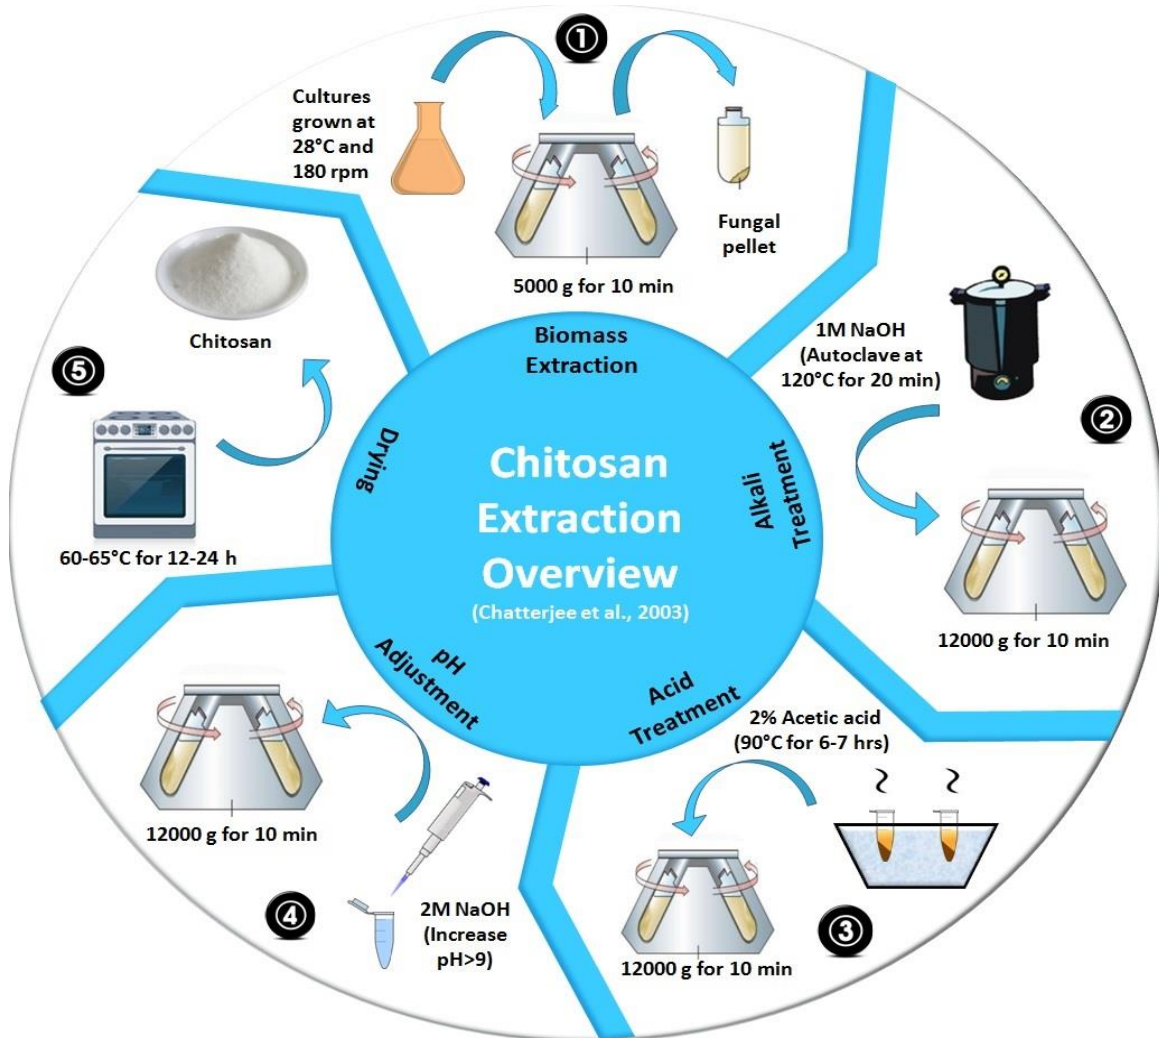 ①
Cultures
grown at
28°C and
180 rpm
5000 g for 10 min
Fungal
pellet
Biomass
Extraction
1M NaOH
(Autoclave at
120°C for 20 min)
②
12000 g for 10 min
Alkali
Treatment
2% Acetic acid
(90°C for 6-7 hrs)
③
12000 g for 10 min
Acid
Treatment
2M NaOH
(Increase
pH>9)
④
12000 g for 10 min
pH
Adjustment
⑤
60-65°C for 12-24 h
Chitosan
Drying
Chitosan
Extraction
Overview
(Chatterjee et al., 2003)